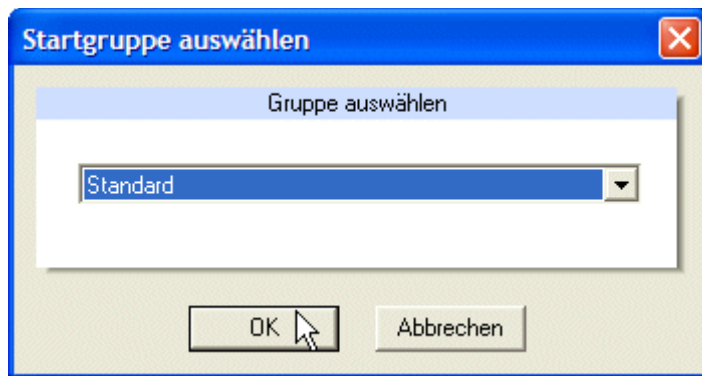 Startgruppe auswählen
Gruppe auswählen
Standard
OK
Abbrechen